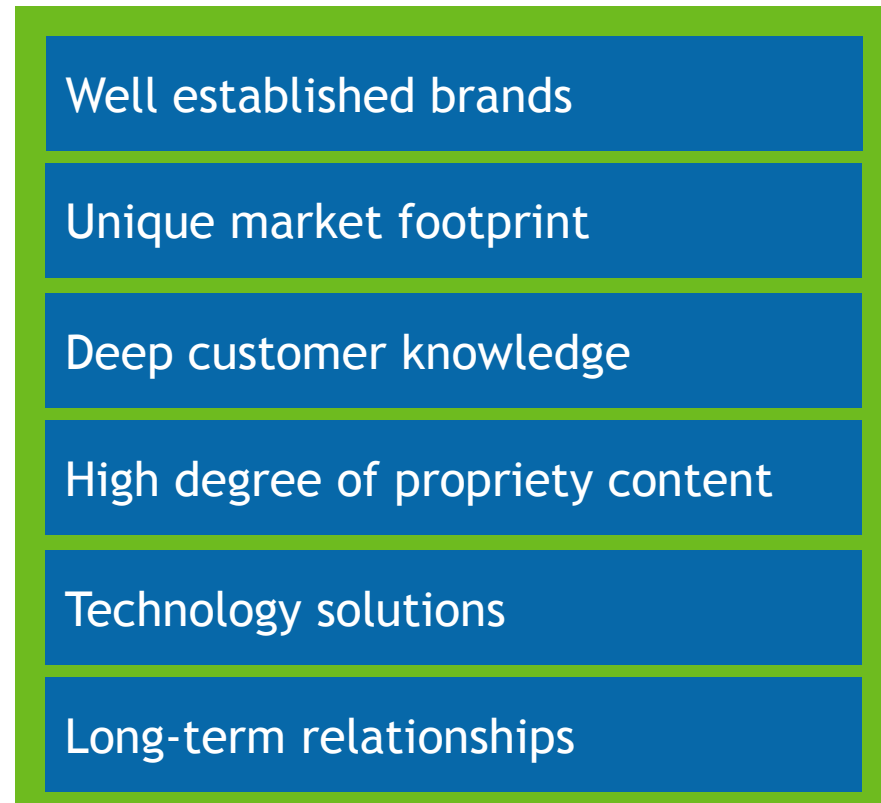 Well established brands
Unique market footprint
Deep customer knowledge
High degree of propriety content
Technology solutions
Long-term relationships